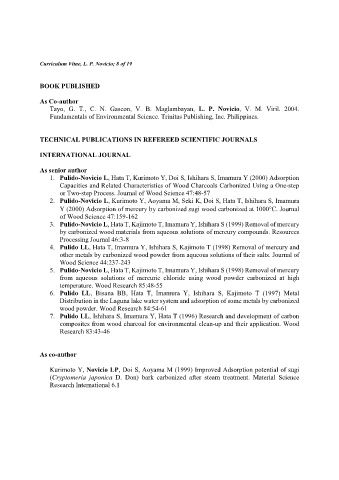 Curriculum Vitae, L. P. Novicio; 8 of 19
BOOK PUBLISHED
As Co-author
Tayo, G. T., C. N. Gascon, V. B. Maglambayan, L. P. Novicio, V. M. Viril. 2004.
Fundamentals of Environmental Science. Trinitas Publishing, Inc. Philippines.
TECHNICAL PUBLICATIONS IN REFEREED SCIENTIFIC JOURNALS
INTERNATIONAL JOURNAL
As senior author
1. Pulido-Novicio L, Hata T, Kurimoto Y, Doi S, Ishihara S, Imamura Y (2000) Adsorption
Capacities and Related Characteristics of Wood Charcoals Carbonized Using a One-step
or Two-step Process. Journal of Wood Science 47:48-57
2. Pulido-Novicio L, Kurimoto Y, Aoyama M, Seki K, Doi S, Hata T, Ishihara S, Imamura
Y (2000) Adsorption of mercury by carbonized sugi wood carbonized at 1000°C. Journal
of Wood Science 47:159-162
3. Pulido-Novicio L, Hata T, Kajimoto T, Imamura Y, Ishihara S (1999) Removal of mercury
by carbonized wood materials from aqueous solutions of mercury compounds. Resources
Processing Journal 46:3-8
4. Pulido LL, Hata T, Imamura Y, Ishihara S, Kajimoto T (1998) Removal of mercury and
other metals by carbonized wood powder from aqueous solutions of their salts. Journal of
Wood Science 44:237-243
5. Pulido-Novicio L, Hata T, Kajimoto T, Imamura Y, Ishihara S (1998) Removal of mercury
from aqueous solutions of mercuric chloride using wood powder carbonized at high
temperature. Wood Research 85:48-55
6. Pulido LL, Bisana BB, Hata T, Imamura Y, Ishihara S, Kajimoto T (1997) Metal
Distribution in the Laguna lake water system and adsorption of some metals by carbonized
wood powder. Wood Research 84:54-61
7. Pulido LL, Ishihara S, Imamura Y, Hata T (1996) Research and development of carbon
composites from wood charcoal for environmental clean-up and their application. Wood
Research 83:43-46
As co-author
Kurimoto Y, Novicio LP, Doi S, Aoyama M (1999) Improved Adsorption potential of sugi
(Cryptomeria japonica D. Don) bark carbonized after steam treatment. Material Science
Research International 6.1